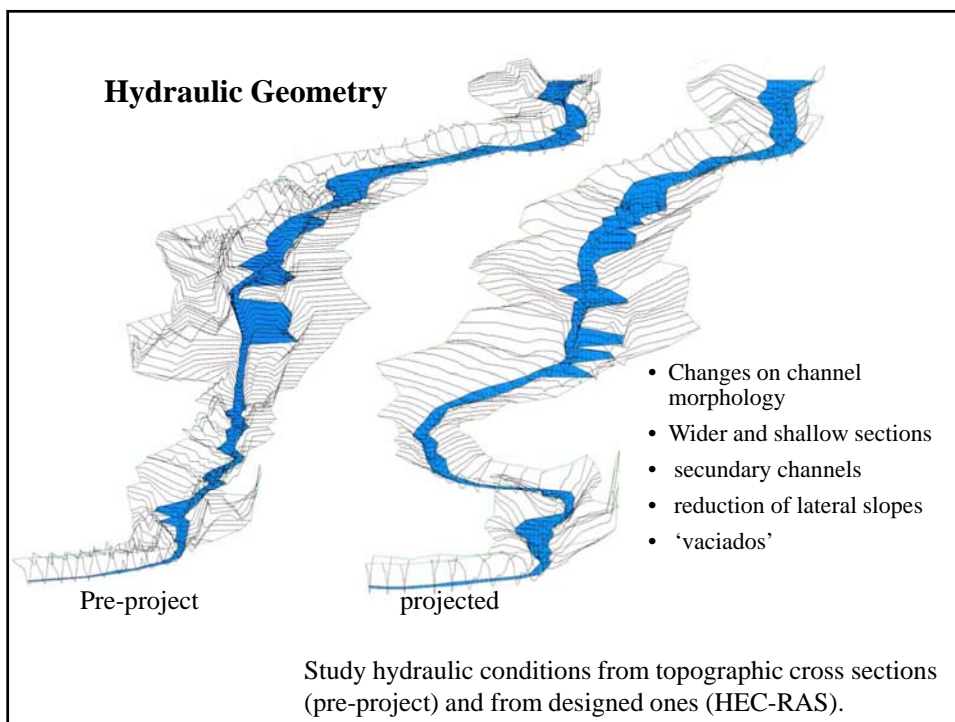 Hydraulic Geometry
• Changes on channel
morphology
• Wider and shallow sections
• secundary channels
• reduction of lateral slopes
• ‘vaciados’
Pre-project
projected
Study hydraulic conditions from topographic cross sections
(pre-project) and from designed ones (HEC-RAS).